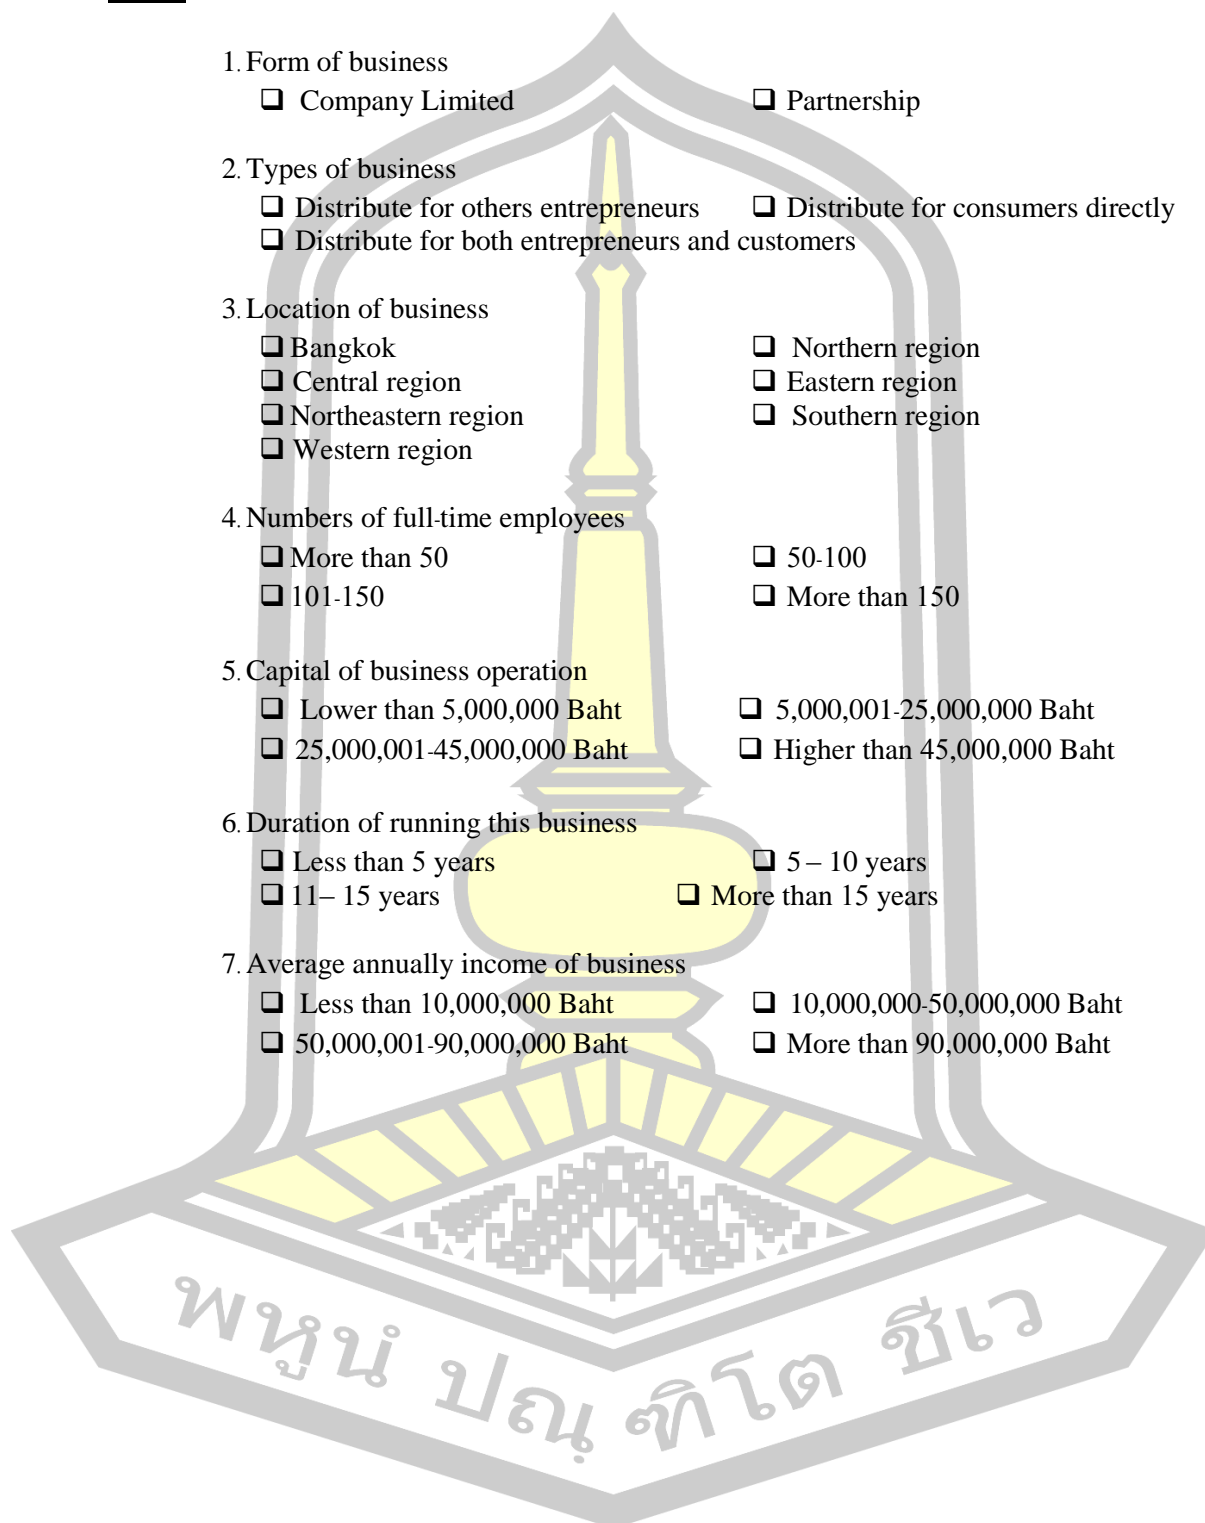 1. Form of business
❑ Company Limited ❑ Partnership
2. Types of business
❑ Distribute for others entrepreneurs ❑ Distribute for consumers directly
❑ Distribute for both entrepreneurs and customers
3. Location of business
❑ Bangkok ❑ Northern region
❑ Central region ❑ Eastern region
❑ Northeastern region ❑ Southern region
❑ Western region
4. Numbers of full-time employees
❑ More than 50 ❑ 50-100
❑ 101-150 ❑ More than 150
5. Capital of business operation
❑ Lower than 5,000,000 Baht ❑ 5,000,001-25,000,000 Baht
❑ 25,000,001-45,000,000 Baht ❑ Higher than 45,000,000 Baht
6. Duration of running this business
❑ Less than 5 years ❑ 5 – 10 years
❑ 11– 15 years ❑ More than 15 years
7. Average annually income of business
❑ Less than 10,000,000 Baht ❑ 10,000,000-50,000,000 Baht
❑ 50,000,001-90,000,000 Baht ❑ More than 90,000,000 Baht
พหูนํ ปณฺฑิโต ชีเว